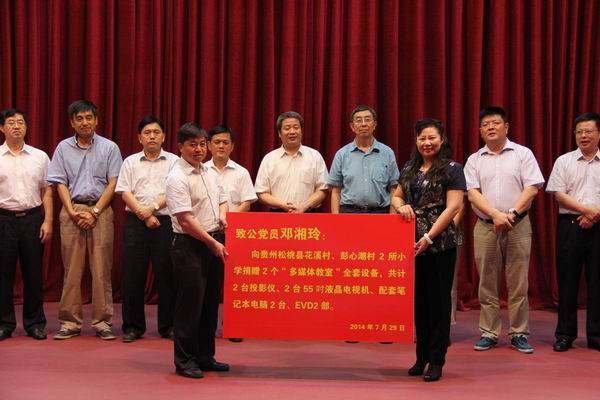 致公党员邓湘玲：
向贵州松桃县花溪村、彭心潮村2所小
学捐赠2个“多媒体教室”全套设备，共计
2台投影仪、2台55吋液晶电视机、配套笔
记本电脑2台、EVD2部。
2014年7月29日